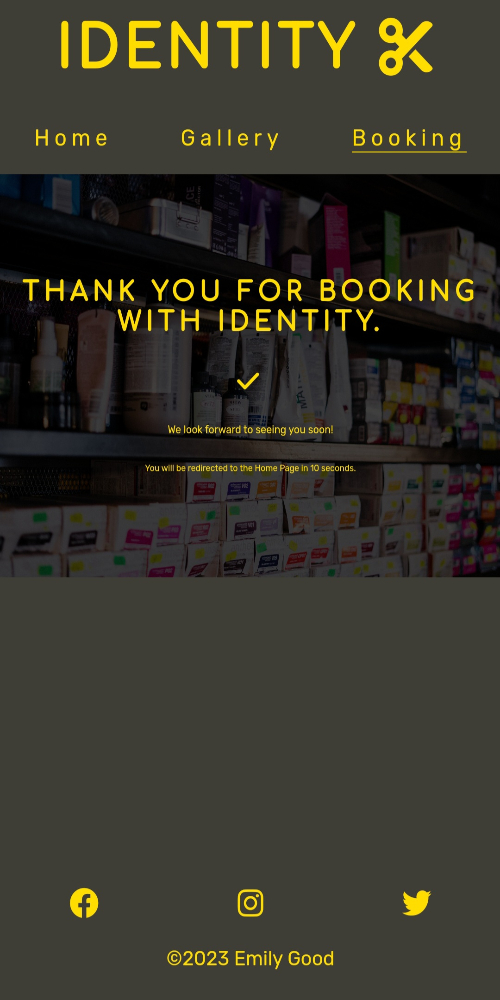 IDENTITY
Home Gallery Booking
THANK YOU FOR BOOKING
WITH IDENTITY.
We look forward to seeing you soon!
You will be redirected to the Home Page in 10 seconds.
©2023 Emily Good